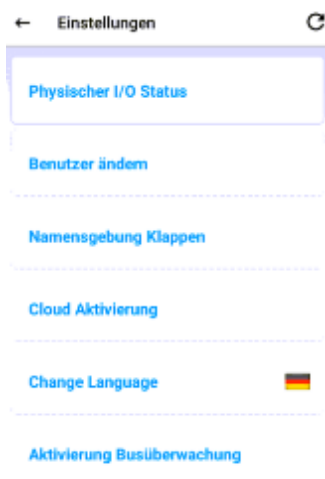 Einstellungen
Physischer I/O Status
Benutzer ändern
Namensgebung Klappen
Cloud Aktivierung
Change Language
Aktivierung Busüberwachung